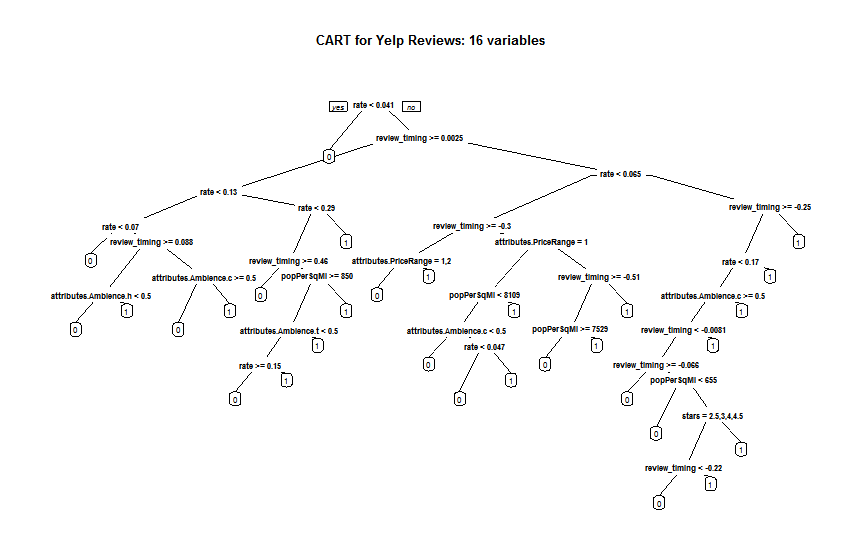 CART for Yelp Reviews: 16 variables
yes rate < 0.041 no
review_timing >= 0.0025
0
rate < 0.065
rate < 0.13
rate < 0.29
review_timing >= -0.25
rate < 0.07
review_timing >= -0.3
review_timing >= 0.088
1
attributes.PriceRange = 1
1
0
review_timing >= 0.46
attributes.PriceRange = 1,2
rate < 0.17
attributes.Ambience.c >= 0.5
popPerSqMi >= 850
1
review_timing >= -0.51
1
attributes.Ambience.h < 0.5
0
0
popPerSqMi < 8109
attributes.Ambience.c >= 0.5
1
1
1
1
1
0
0
attributes.Ambience.t < 0.5
attributes.Ambience.c < 0.5
popPerSqMi >= 7529
review_timing < -0.0081
1
rate < 0.047
1
1
rate >= 0.15
0
0
review_timing >= -0.066
1
1
popPerSqMi < 655
0
0
0
stars = 2.5,3,4,4.5
0
1
review_timing < -0.22
1
0